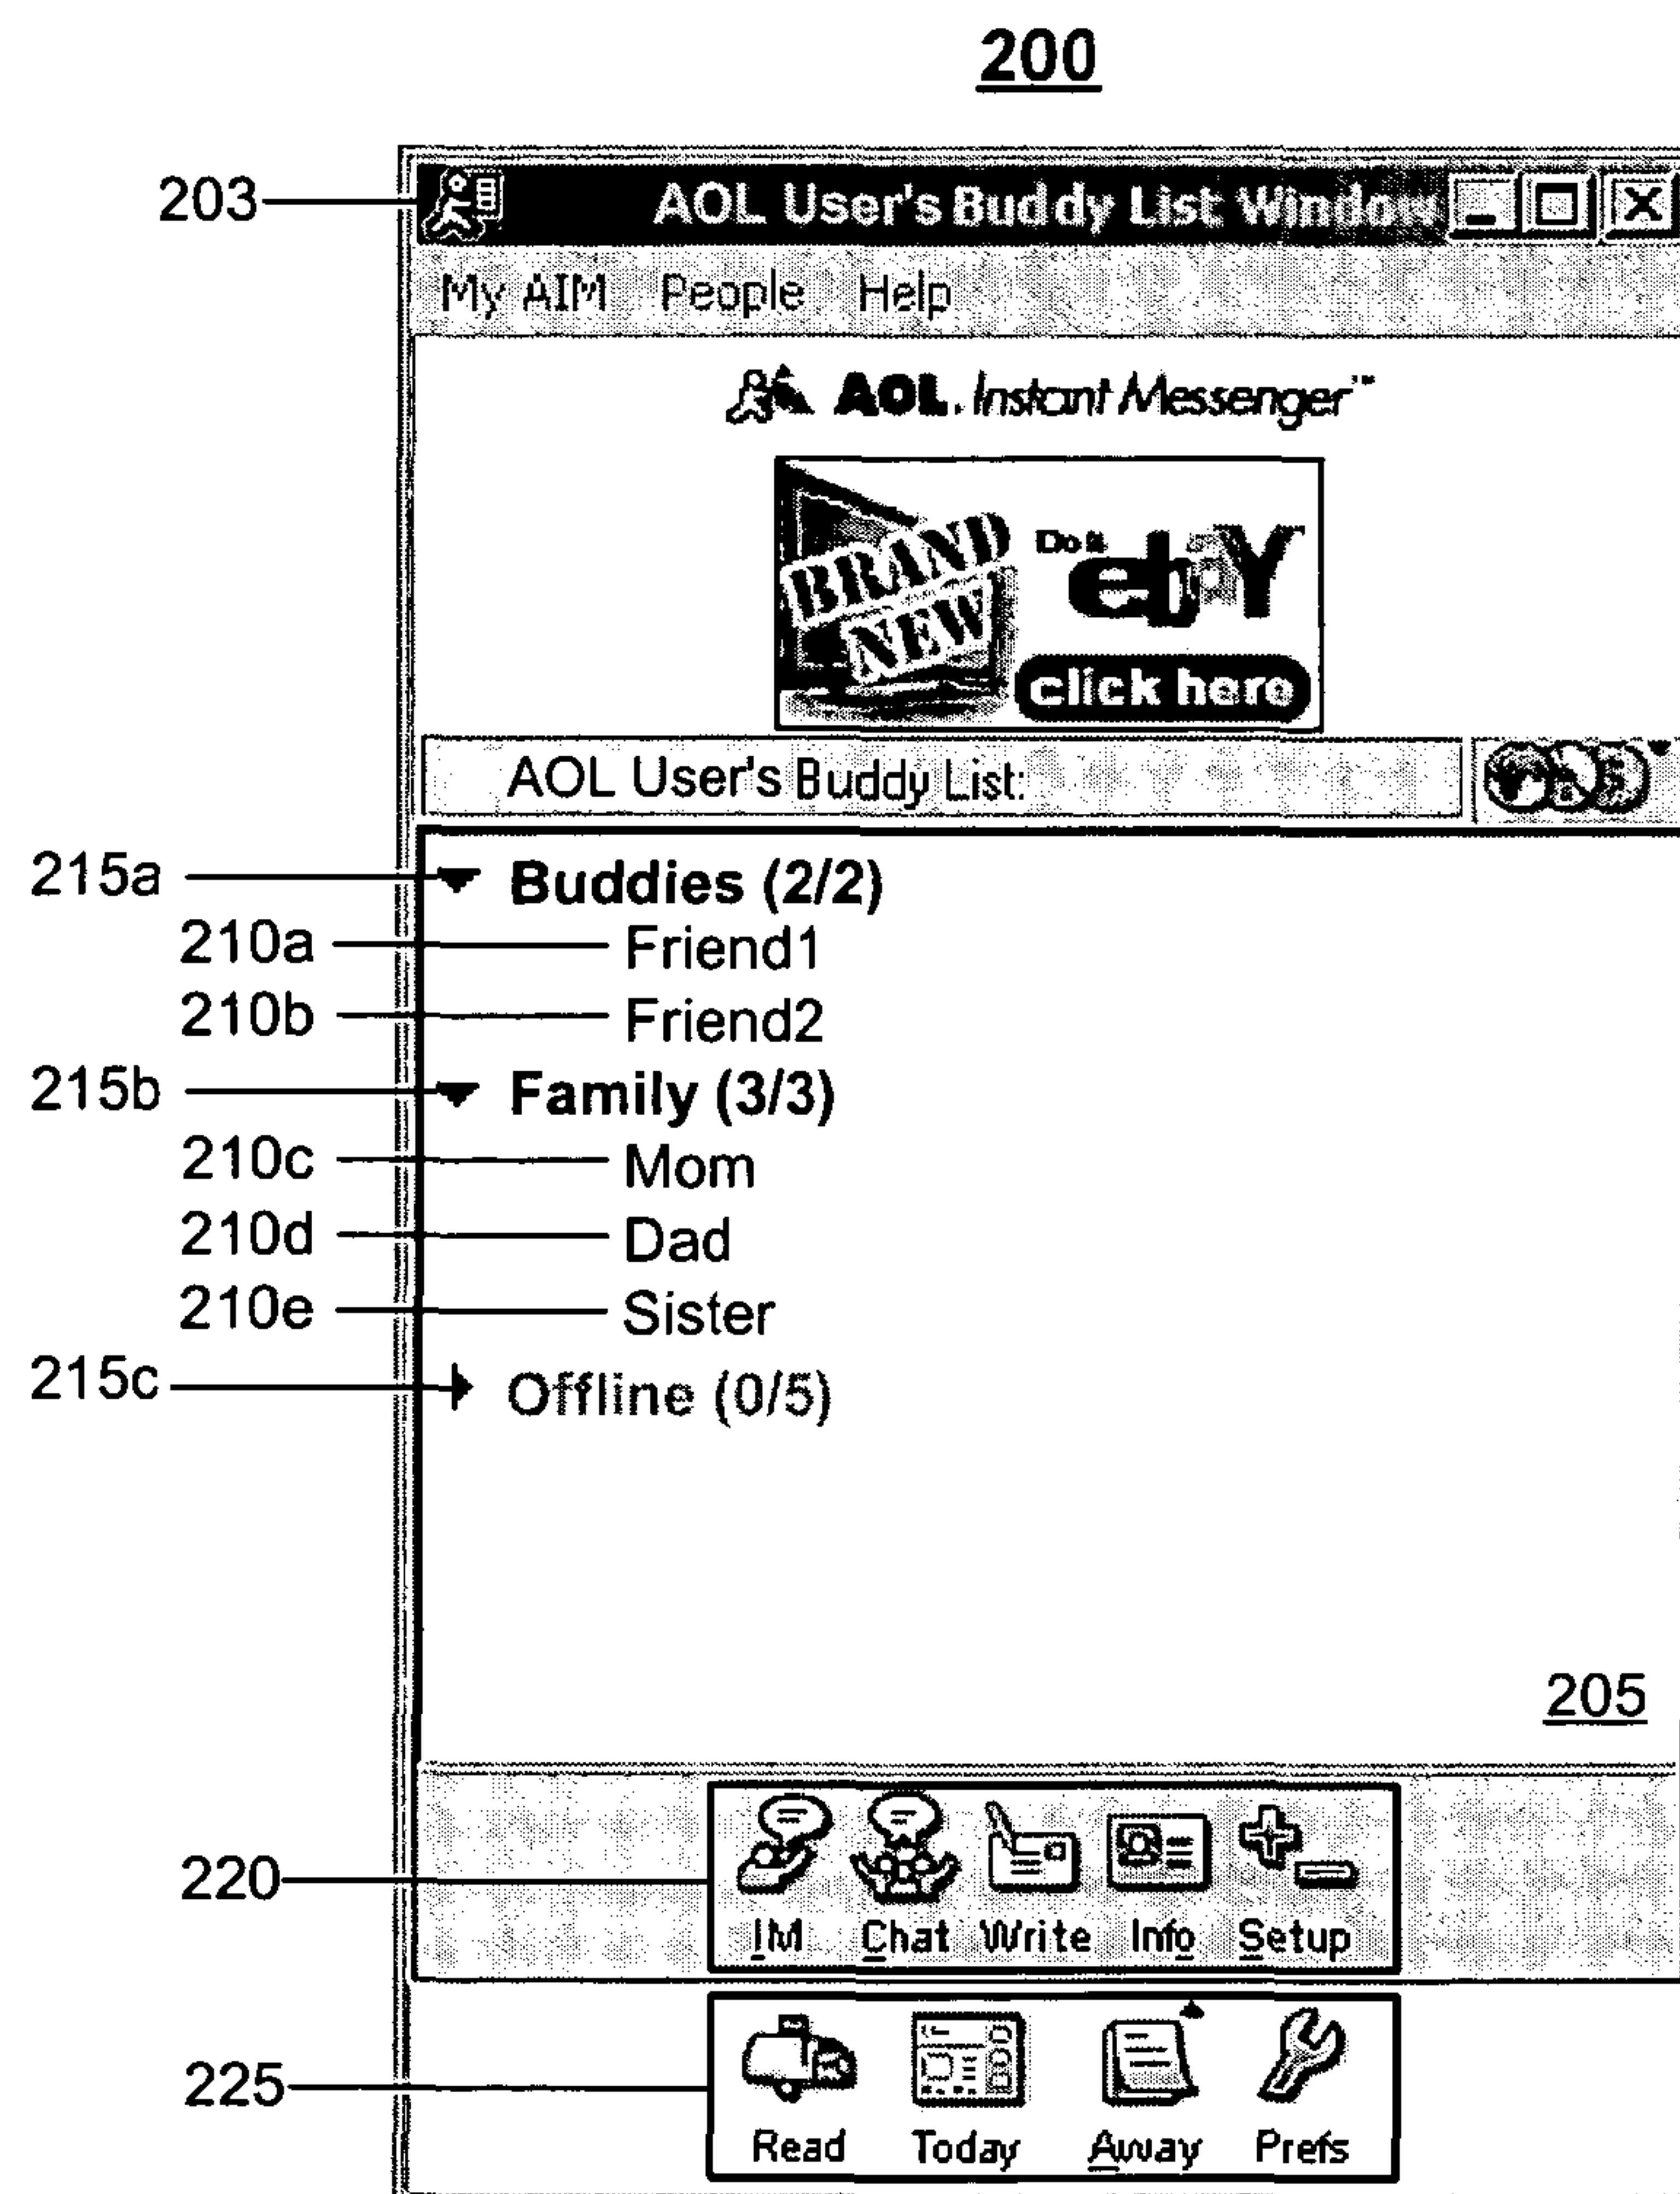 200
203 AOL User's Buddy List Window
My AIM People Help
AOL Instant Messenger™
BRAND NEW
Do it
ebY
click here
AOL User's Buddy List:
215a Buddies (2/2)
210a Friend1
210b Friend2
215b Family (3/3)
210c Mom
210d Dad
210e Sister
215c Offline (0/5)
205
220 IM Chat Write Info Setup
225 Read Today Away Prefs